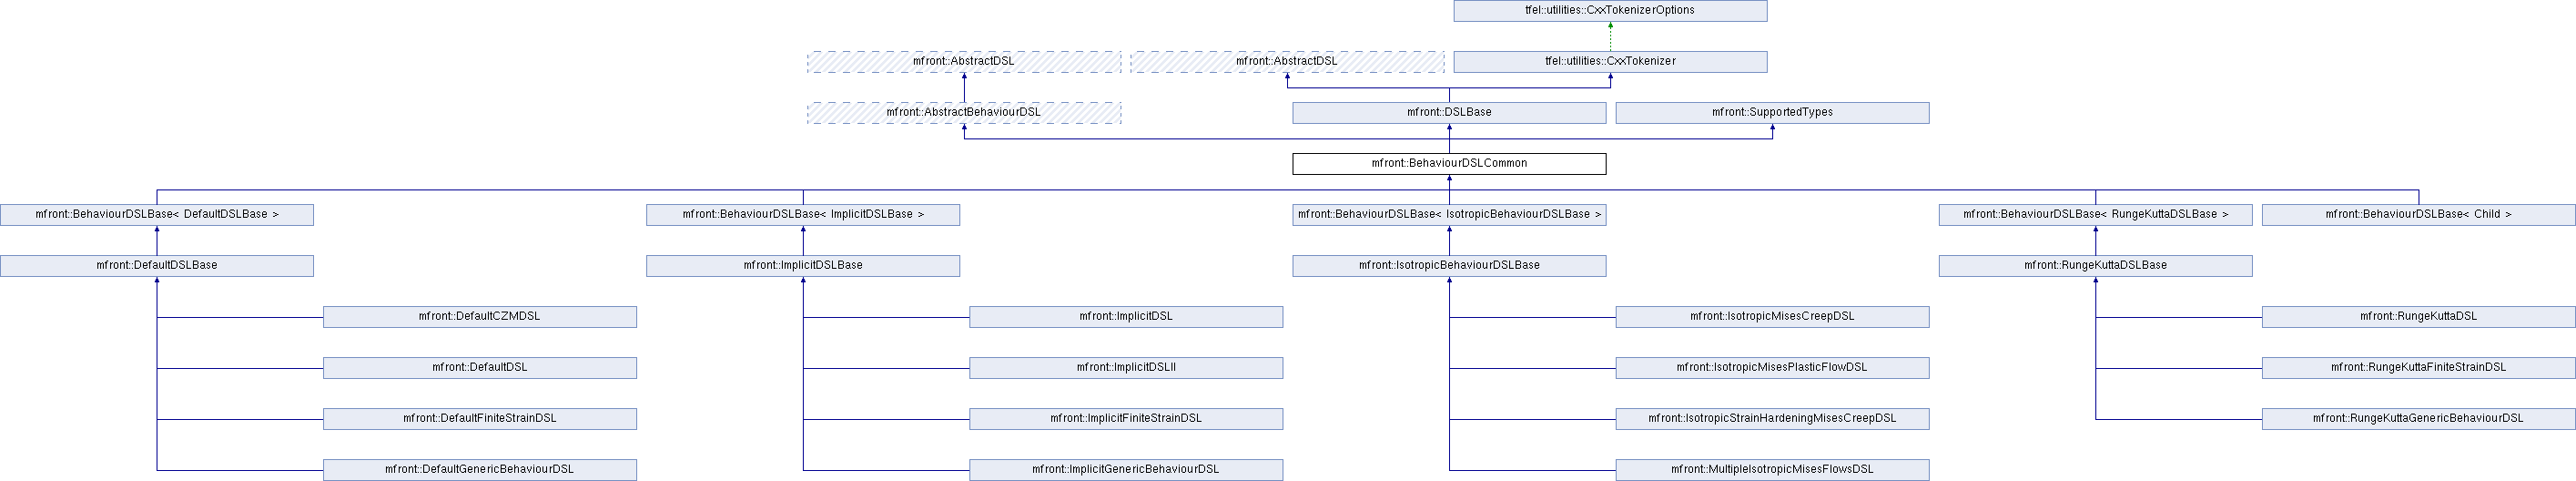 tfel::utilities::CxxTokenizerOptions
mfront::AbstractDSL
mfront::AbstractDSL
tfel::utilities::CxxTokenizer
mfront::AbstractBehaviourDSL
mfront::DSLBase
mfront::SupportedTypes
mfront::BehaviourDSLCommon
mfront::BehaviourDSLBase< DefaultDSLBase >
mfront::BehaviourDSLBase< ImplicitDSLBase >
mfront::BehaviourDSLBase< IsotropicBehaviourDSLBase >
mfront::BehaviourDSLBase< RungeKuttaDSLBase >
mfront::BehaviourDSLBase< Child >
mfront::DefaultDSLBase
mfront::ImplicitDSLBase
mfront::IsotropicBehaviourDSLBase
mfront::RungeKuttaDSLBase
mfront::DefaultCZMDSL
mfront::ImplicitDSL
mfront::IsotropicMisesCreepDSL
mfront::RungeKuttaDSL
mfront::DefaultDSL
mfront::ImplicitDSLII
mfront::IsotropicMisesPlasticFlowDSL
mfront::RungeKuttaFiniteStrainDSL
mfront::DefaultFiniteStrainDSL
mfront::ImplicitFiniteStrainDSL
mfront::IsotropicStrainHardeningMisesCreepDSL
mfront::RungeKuttaGenericBehaviourDSL
mfront::DefaultGenericBehaviourDSL
mfront::ImplicitGenericBehaviourDSL
mfront::MultipleIsotropicMisesFlowsDSL